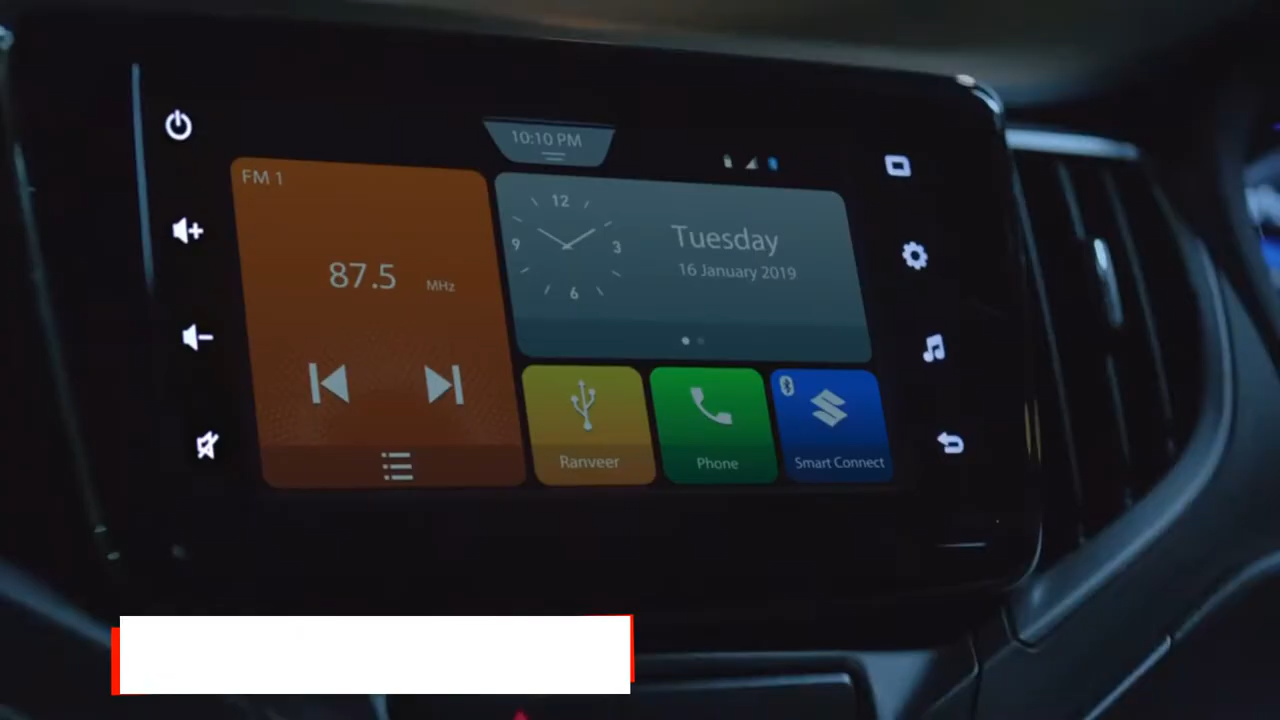 10:10 PM
FM 1
87.5 MHz
12
9
3
6
Tuesday
16 January 2019
Ranveer
Phone
Smart Connect